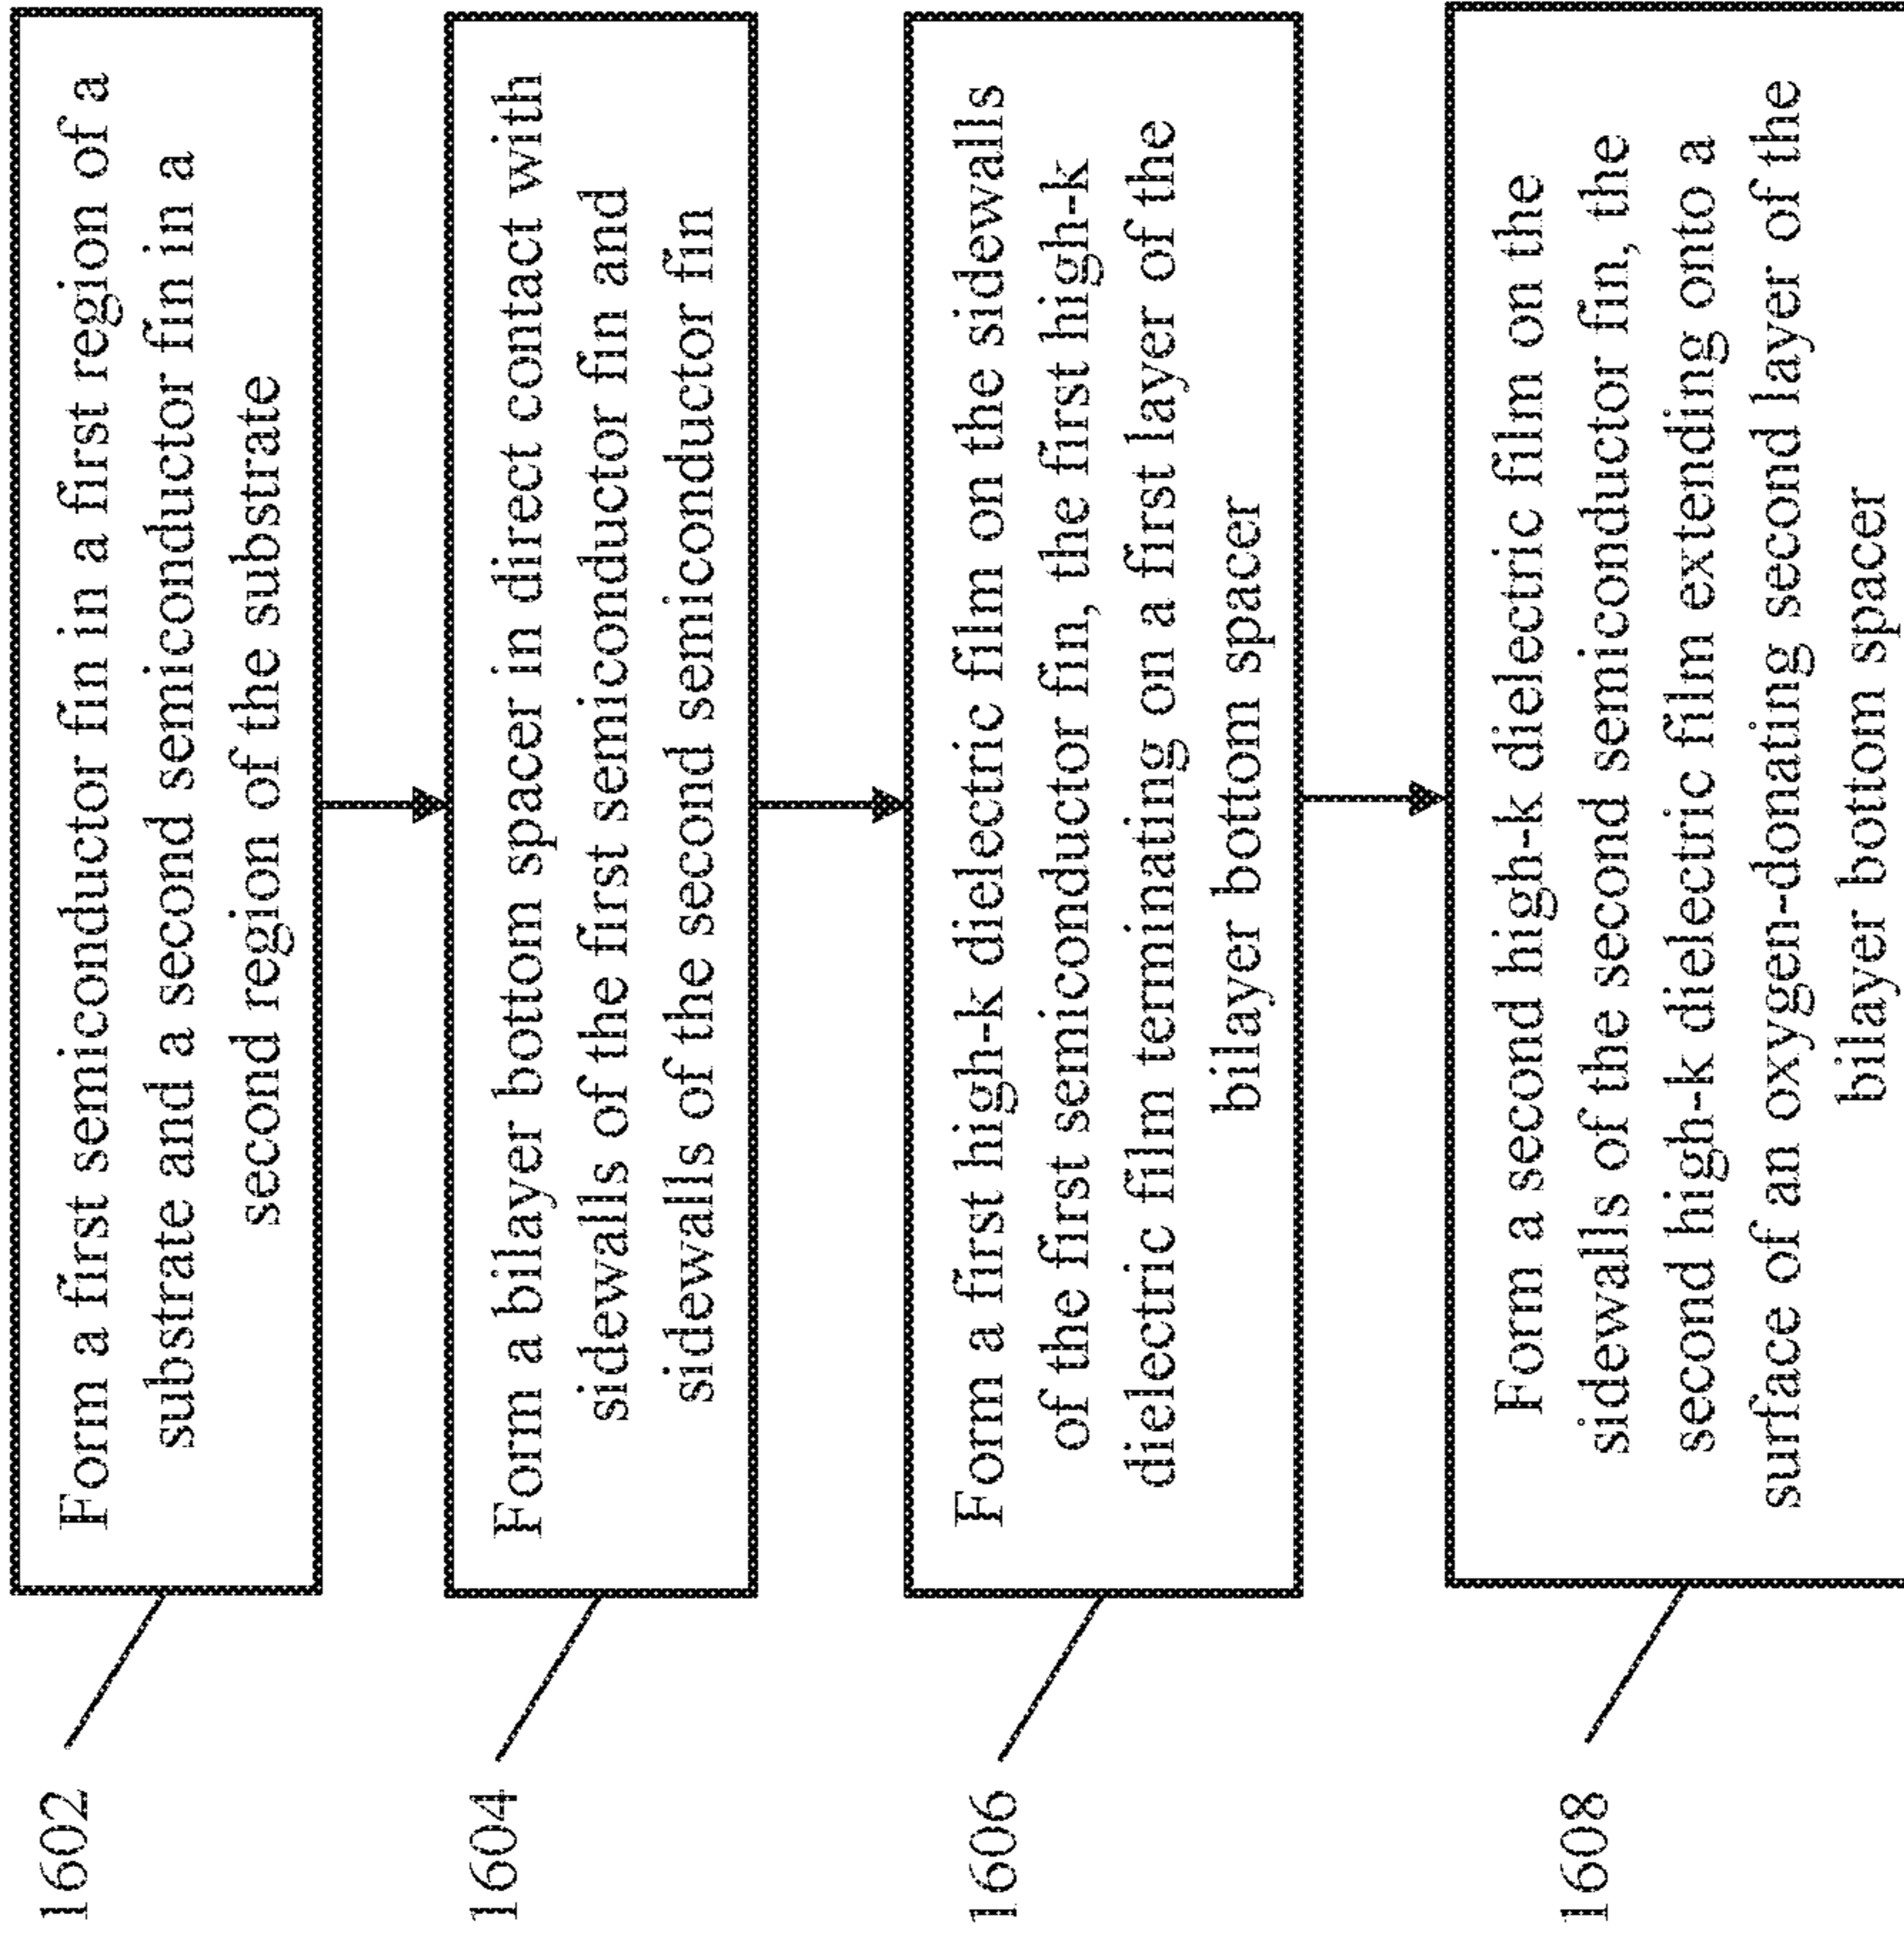 1602
Form a first semiconductor fin in a first region of a
substrate and a second semiconductor fin in a
second region of the substrate
1604
Form a bilayer bottom spacer in direct contact with
sidewalls of the first semiconductor fin and
sidewalls of the second semiconductor fin
1606
Form a first high-k dielectric film on the sidewalls
of the first semiconductor fin, the first high-k
dielectric film terminating on a first layer of the
bilayer bottom spacer
1608
Form a second high-k dielectric film on the
sidewalls of the second semiconductor fin, the
second high-k dielectric film extending onto a
surface of an oxygen-donating second layer of the
bilayer bottom spacer